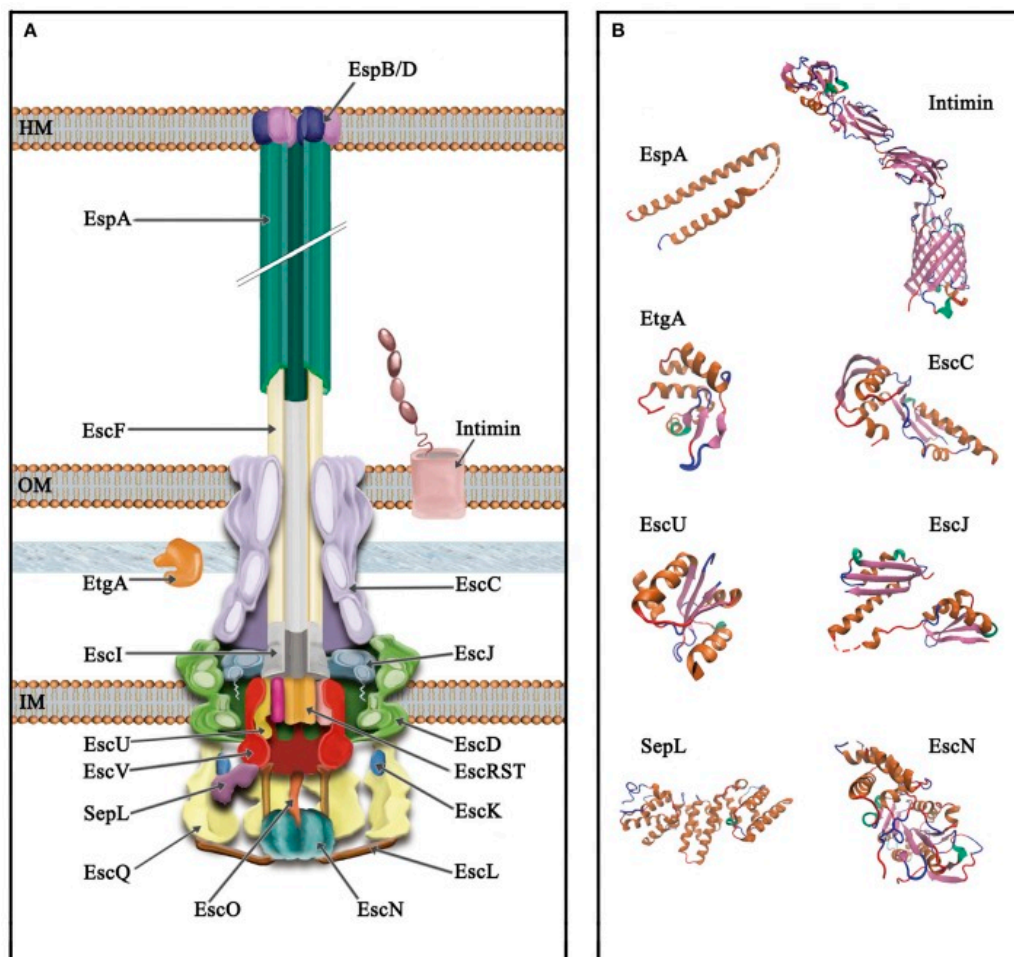 A
EspB/D
HM
EspA
EscF
Intimin
OM
EtgA
EscC
EscI
EscJ
IM
EscU
EscD
EscV
EscRST
SepL
EscK
EscQ
EscL
EscO
EscN
B
Intimin
EspA
EtgA
EscC
EscU
EscJ
SepL
EscN